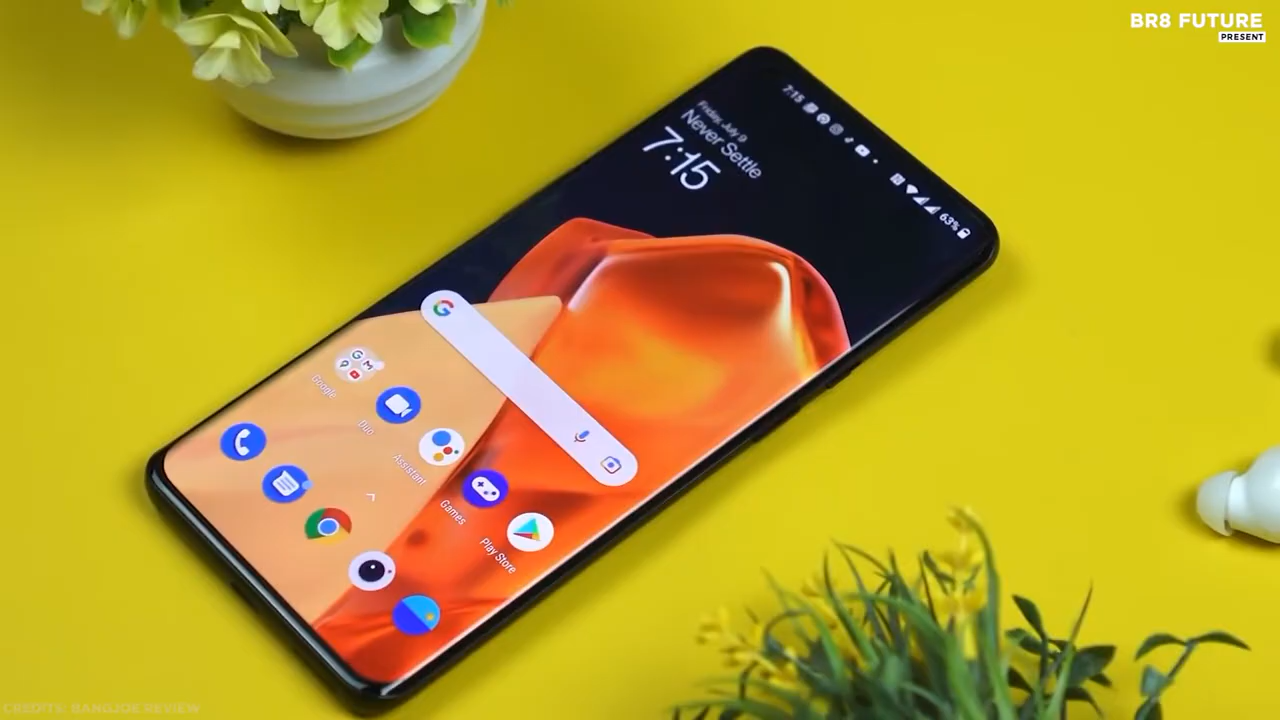 BR8 FUTURE
PRESENT
7:15
63%
Friday, July 9
Never Settle
7:15
Google
Duo
Assistant
Games
Play Store
CREDITS: BANGJOE REVIEW